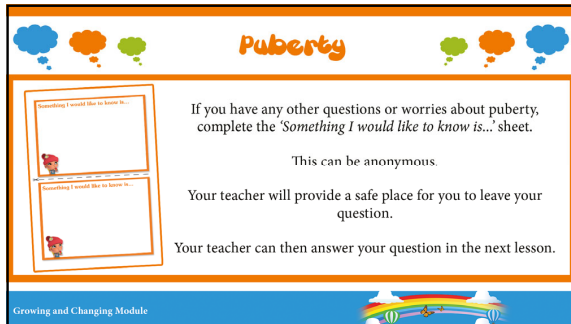 Puberty
Something I would like to know is...
Something I would like to know is...
If you have any other questions or worries about puberty,
complete the ‘Something I would like to know is...’ sheet.
This can be anonymous.
Your teacher will provide a safe place for you to leave your
question.
Your teacher can then answer your question in the next lesson.
Growing and Changing Module